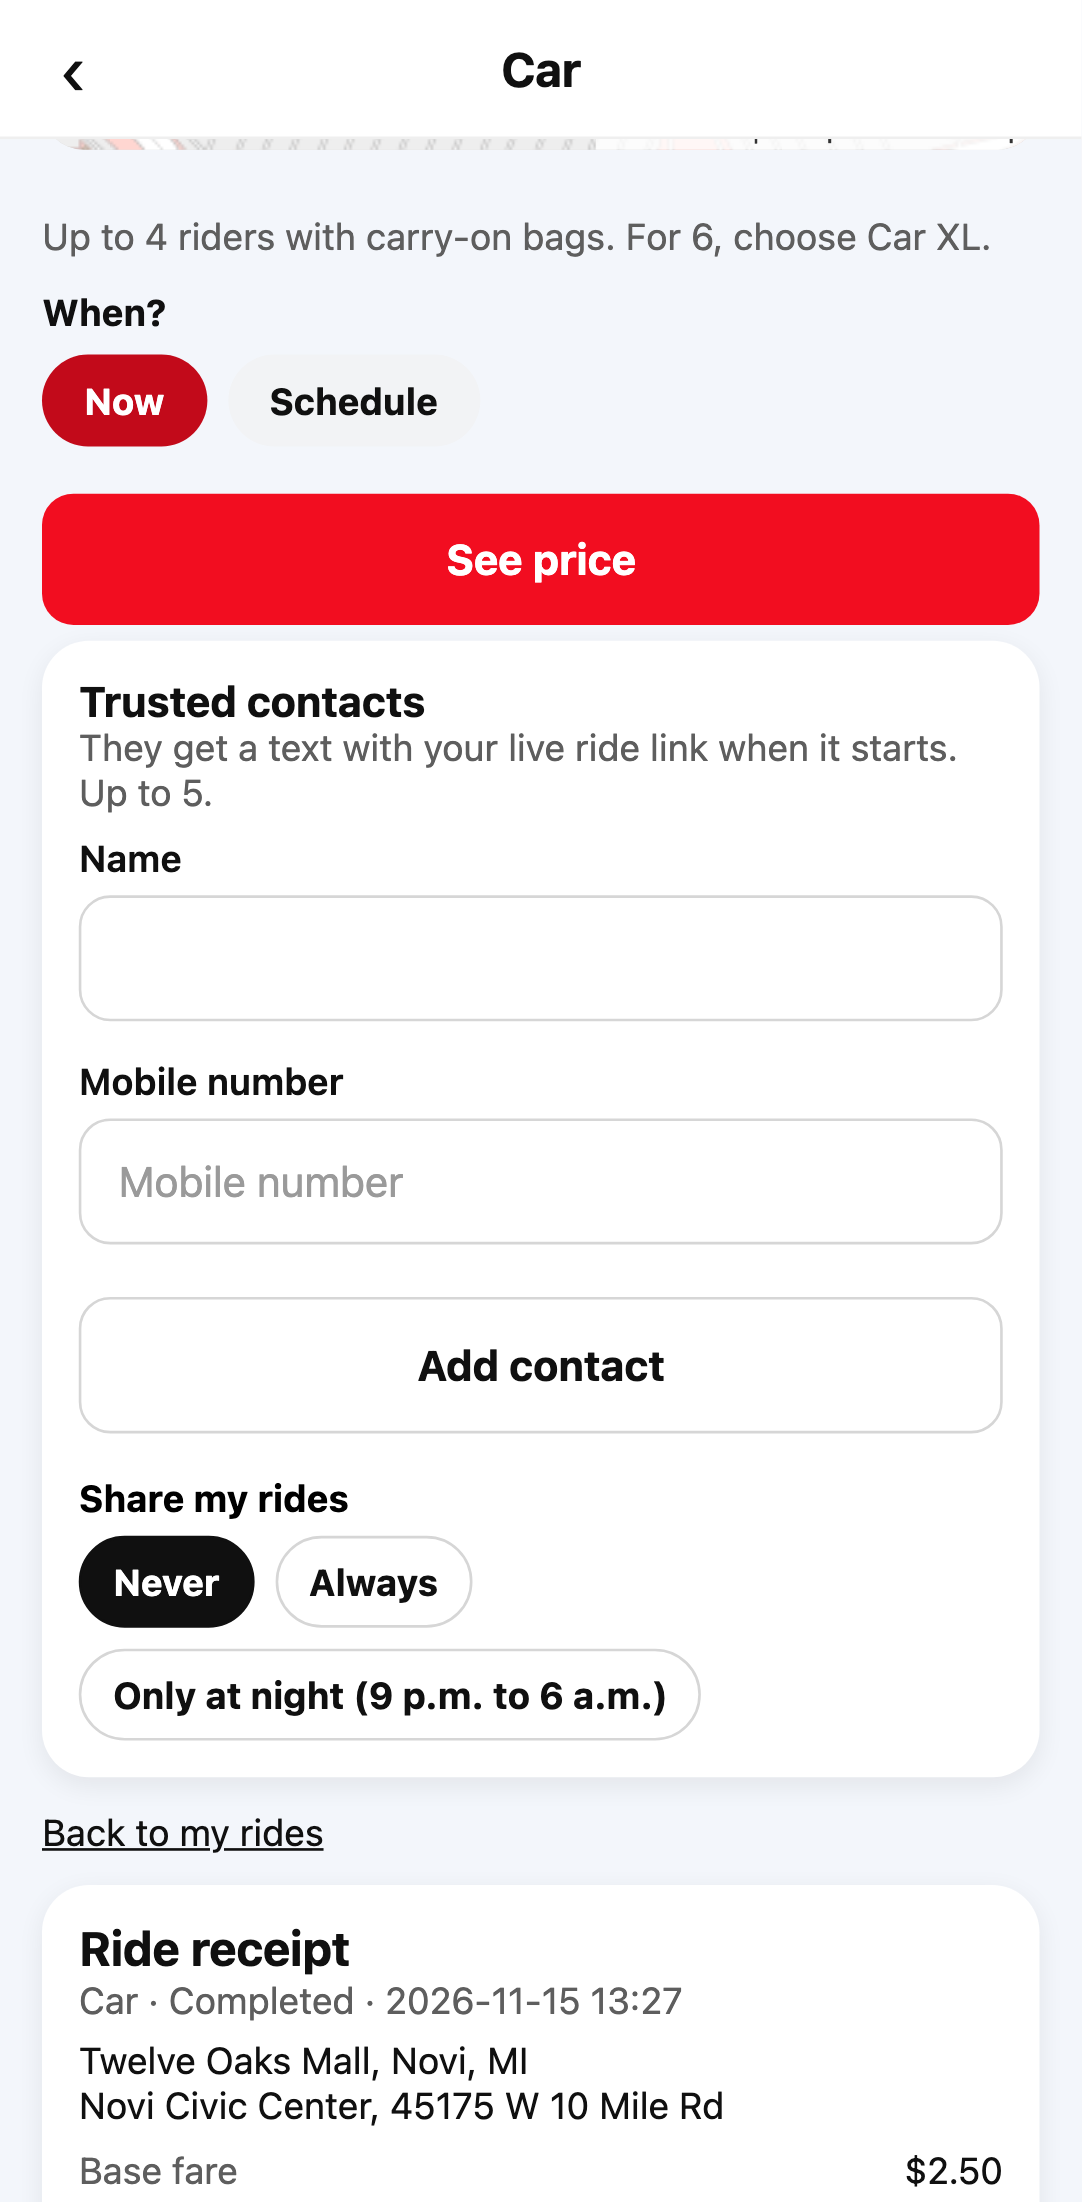 Car
Up to 4 riders with carry-on bags. For 6, choose Car XL.
When?
Now
Schedule
See price
Trusted contacts
They get a text with your live ride link when it starts.
Up to 5.
Name
Mobile number
Mobile number
Add contact
Share my rides
Never
Always
Only at night (9 p.m. to 6 a.m.)
Back to my rides
Ride receipt
Car · Completed · 2026-11-15 13:27
Twelve Oaks Mall, Novi, MI
Novi Civic Center, 45175 W 10 Mile Rd
Base fare
$2.50